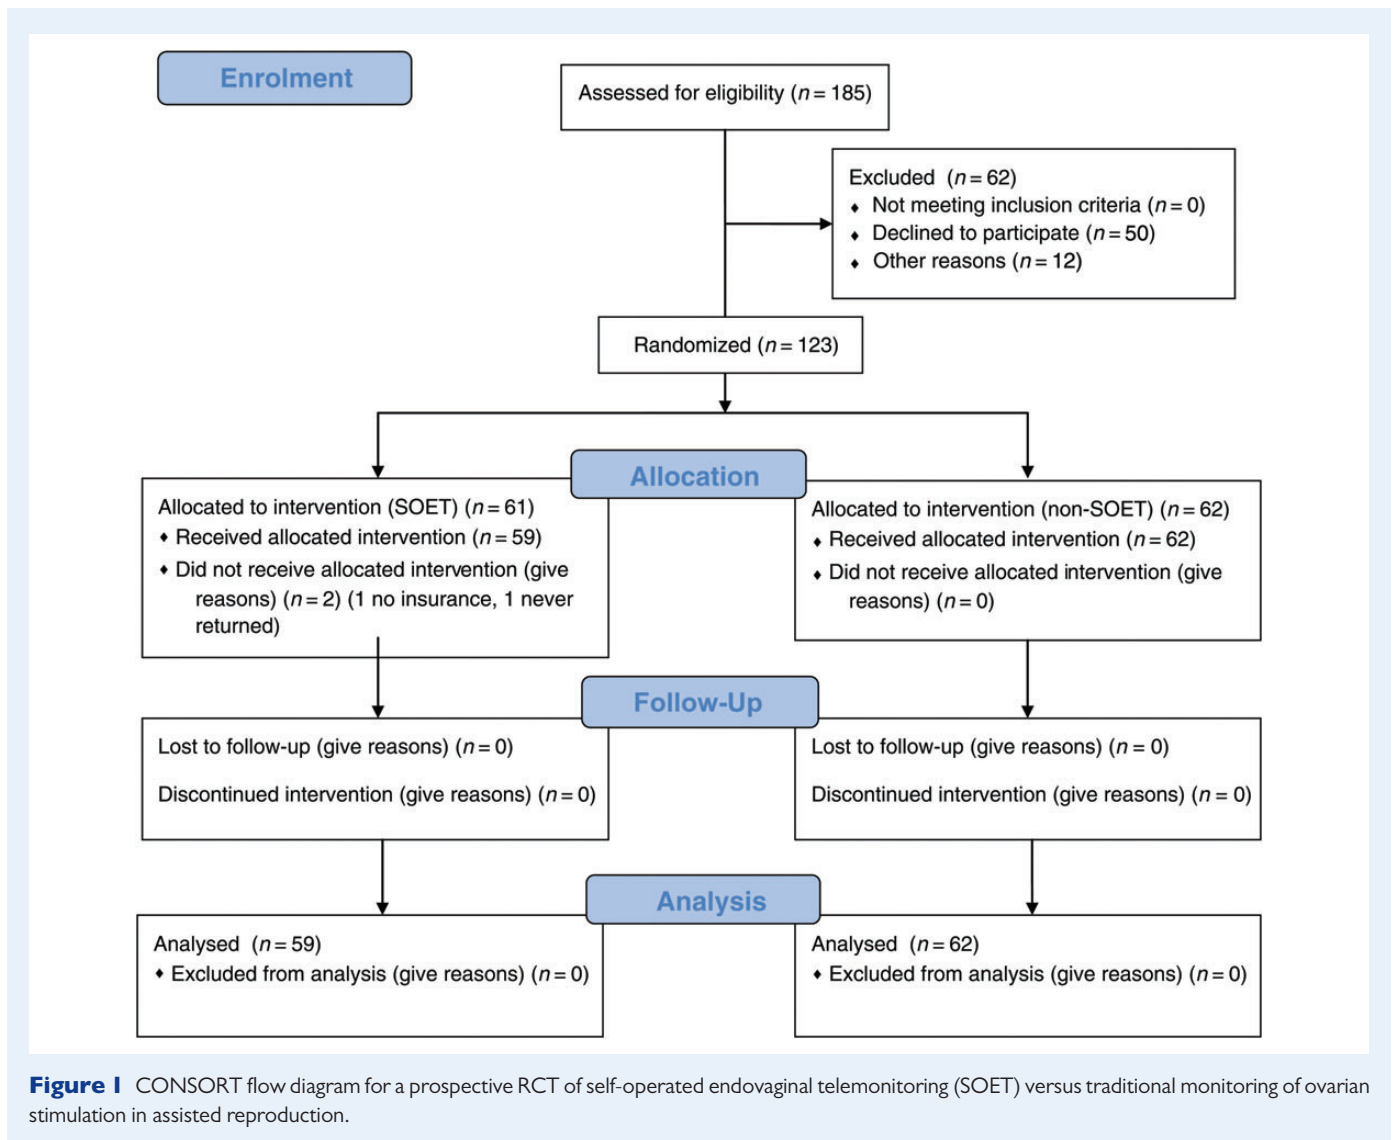 Enrolment
Assessed for eligibility (n = 185)
Excluded (n = 62)
♦ Not meeting inclusion criteria (n = 0)
♦ Declined to participate (n = 50)
♦ Other reasons (n = 12)
Randomized (n = 123)
Allocation
Allocated to intervention (SOET) (n = 61)
♦ Received allocated intervention (n = 59)
♦ Did not receive allocated intervention (give
reasons) (n = 2) (1 no insurance, 1 never
returned)
Allocated to intervention (non-SOET) (n = 62)
♦ Received allocated intervention (n = 62)
♦ Did not receive allocated intervention (give
reasons) (n = 0)
Follow-Up
Lost to follow-up (give reasons) (n = 0)
Discontinued intervention (give reasons) (n = 0)
Lost to follow-up (give reasons) (n = 0)
Discontinued intervention (give reasons) (n = 0)
Analysis
Analysed (n = 59)
♦ Excluded from analysis (give reasons) (n = 0)
Analysed (n = 62)
♦ Excluded from analysis (give reasons) (n = 0)
Figure 1 CONSORT flow diagram for a prospective RCT of self-operated endovaginal telemonitoring (SOET) versus traditional monitoring of ovarian
stimulation in assisted reproduction.